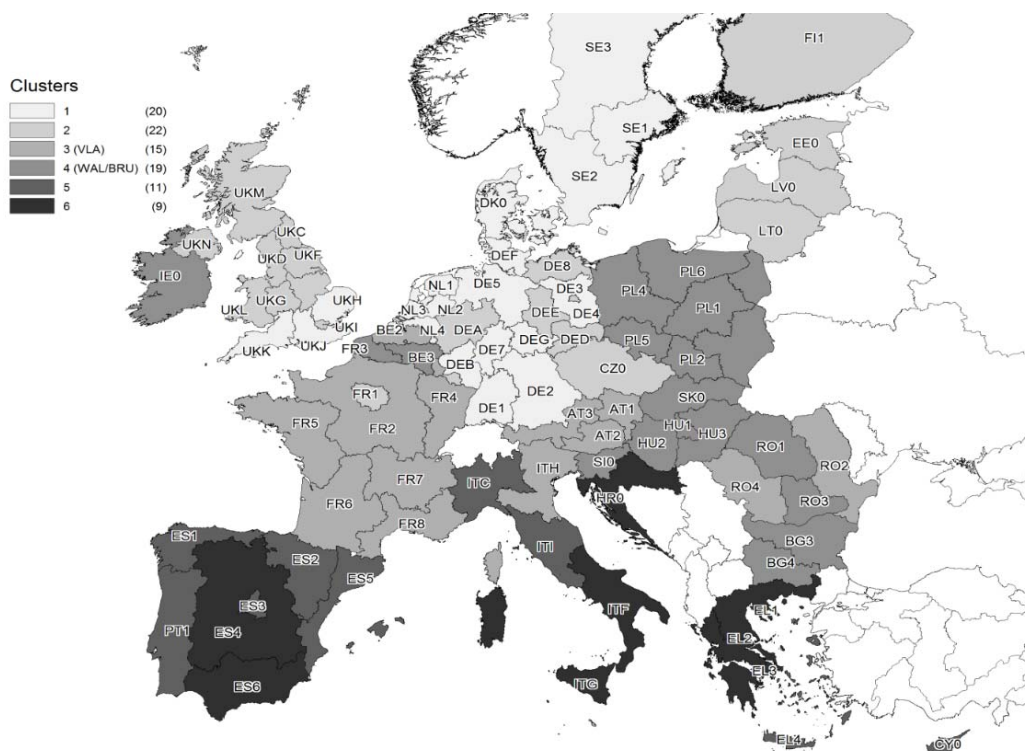 Clusters
1 (20)
2 (22)
3 (VLA) (15)
4 (WAL/BRU) (19)
5 (11)
6 (9)
FI1
SE3
SE1
SE2
EE0
LV0
LT0
UKM
UKN
UKC
UKD
UKF
IE0
UKG
UKL
UKH
UKI
UKJ
UKK
DK0
DEF
DE8
DE5
DE3
DE4
DEE
NL1
NL3
NL2
NL4
DEA
BE2
BE3
FR3
DE7
DEG
DED
DEB
DE2
DE1
PL6
PL4
PL1
PL5
PL2
CZ0
SK0
FR1
FR4
FR5
FR2
FR7
FR6
FR8
AT3
AT1
AT2
HU1
HU3
HU2
SI0
RO1
RO2
RO4
RO3
BG3
BG4
ITC
ITH
HR0
ITI
ITF
ITG
ES1
ES2
ES5
ES3
ES4
PT1
ES6
EL1
EL2
EL3
EL4
CY0